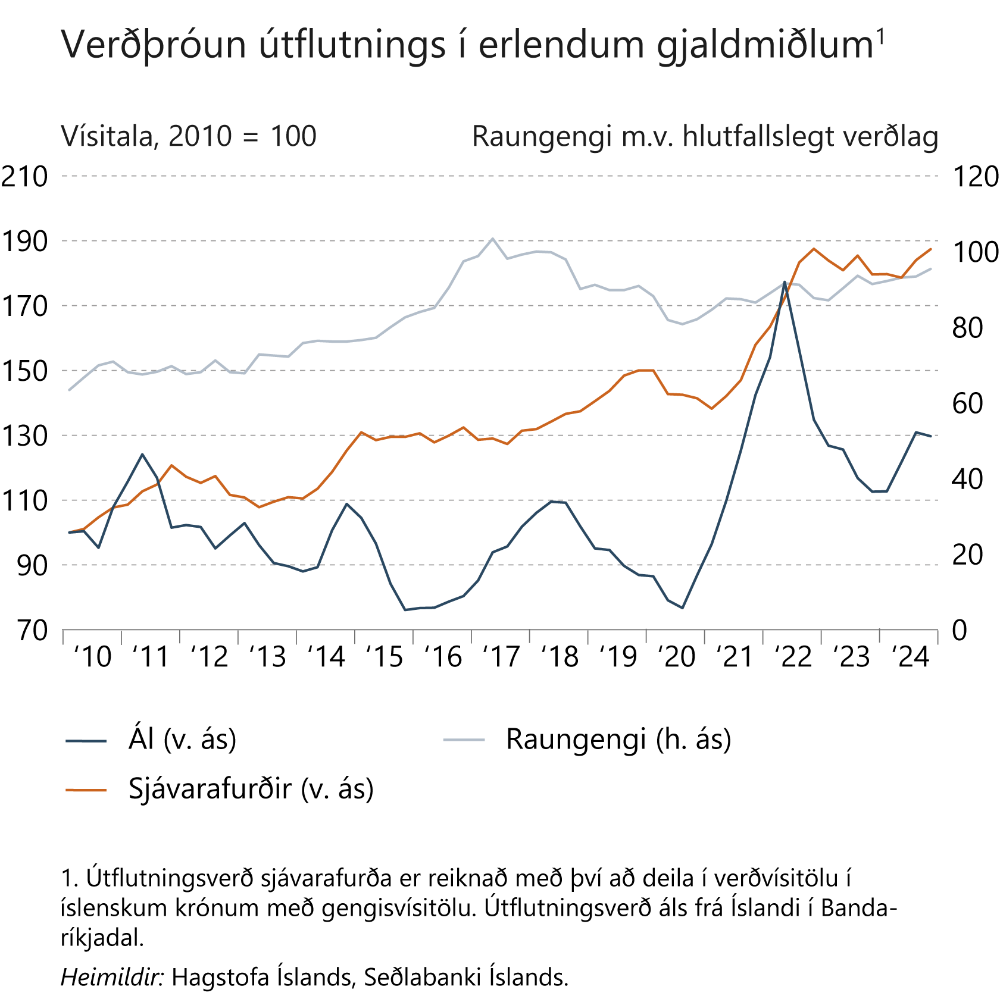 Verðþróun útflutnings í erlendum gjaldmiðlum¹
Vísitala, 2010 = 100 Raungengi m.v. hlutfallslegt verðlag
210 120
190 100
170 80
150 60
130 40
110 20
90 0
70
‘10 ‘11 ‘12 ‘13 ‘14 ‘15 ‘16 ‘17 ‘18 ‘19 ‘20 ‘21 ‘22 ‘23 ‘24
Ál (v. ás) Raungengi (h. ás)
Sjávarafurðir (v. ás)
1. Útflutningsverð sjávarafurða er reiknað með því að deila í verðvísitölu í
íslenskum krónum með gengisvísitölu. Útflutningsverð áls frá Íslandi í Banda-
ríkjadal.
Heimildir: Hagstofa Íslands, Seðlabanki Íslands.